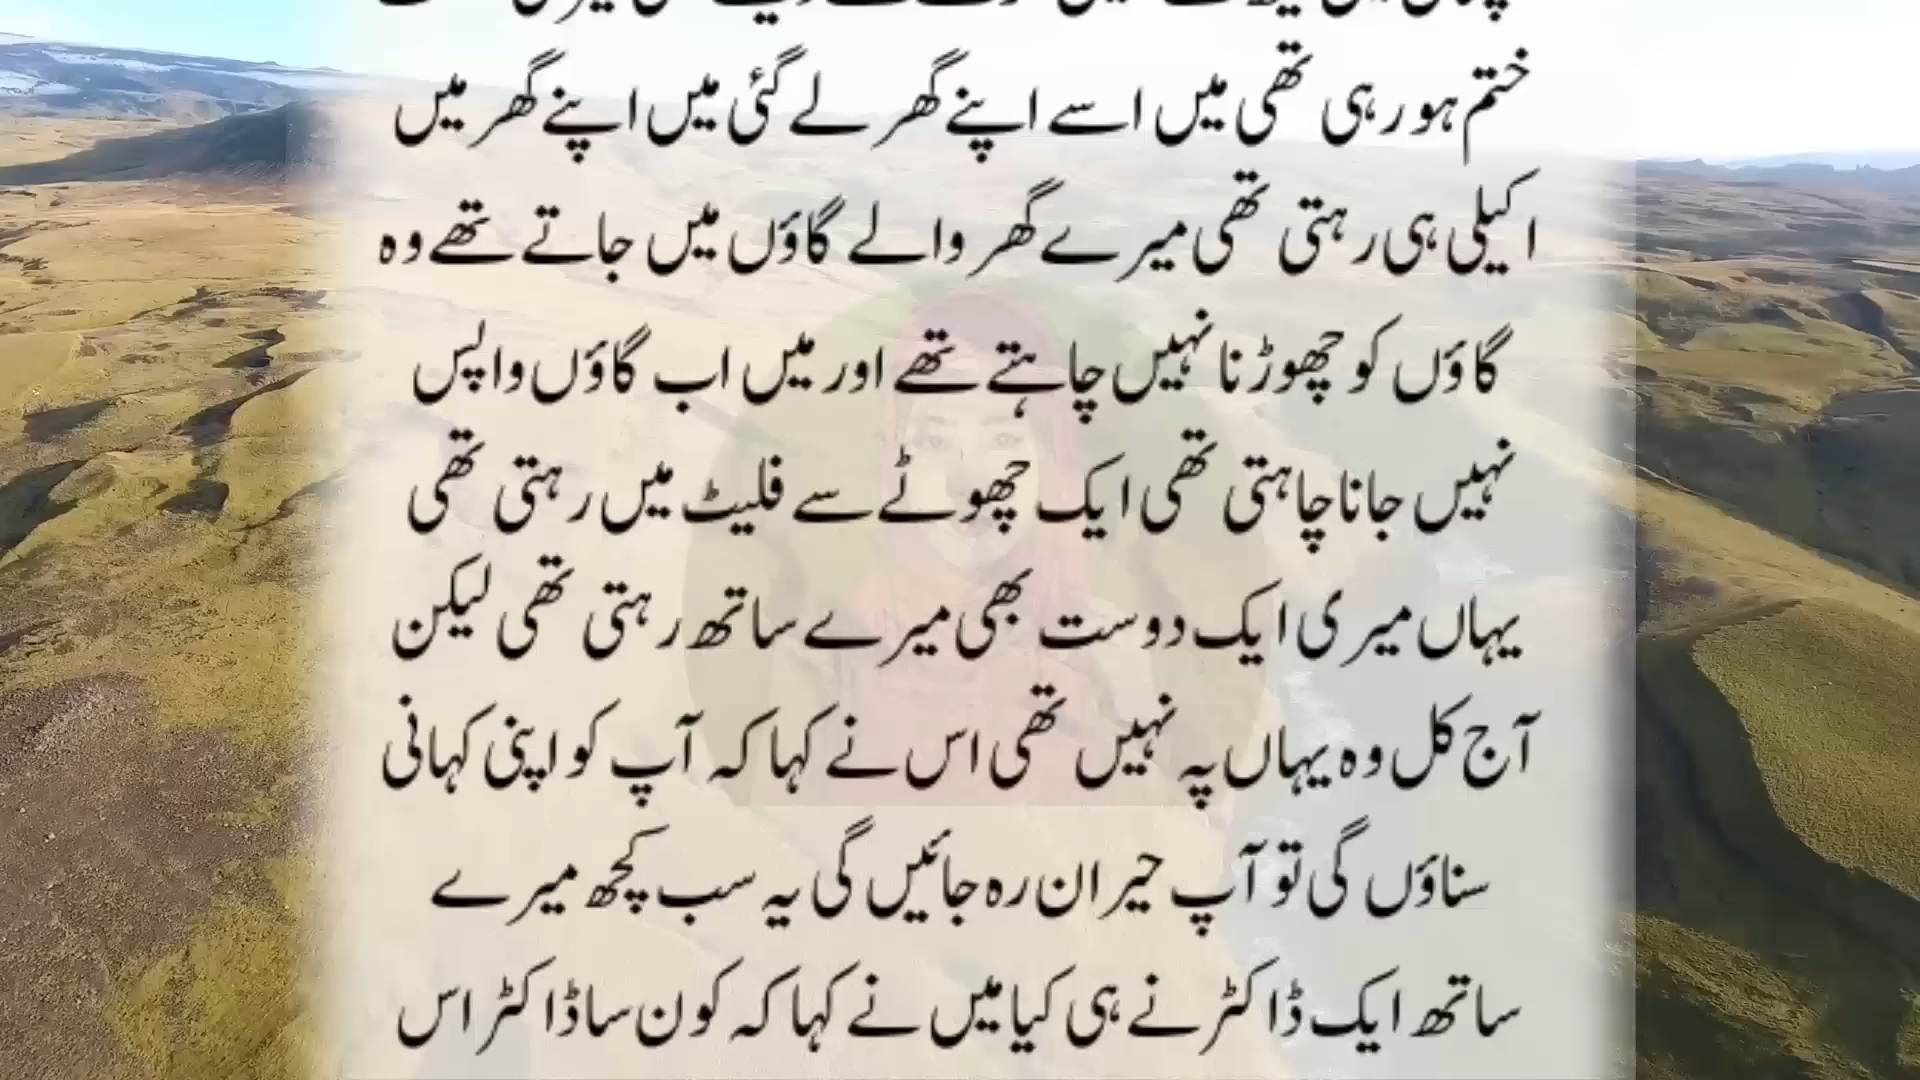 ختم ہو رہی تھی میں اسے اپنے گھر لے گئی میں اپنے گھر میں
اکیلی ہی رہتی تھی میرے گھر والے گاؤں میں جاتے تھے وہ
گاؤں کو چھوڑنا نہیں چاہتے تھے اور میں اب گاؤں واپس
نہیں جانا چاہتی تھی ایک چھوٹے سے فلیٹ میں رہتی تھی
یہاں میری ایک دوست بھی میرے ساتھ رہتی تھی لیکن
آج کل وہ یہاں پہ نہیں تھی اس نے کہا کہ آپ کو اپنی کہانی
سناؤں گی تو آپ حیران رہ جائیں گی یہ سب کچھ میرے
ساتھ ایک ڈاکٹر نے ہی کیا میں نے کہا کہ کون سا ڈاکٹر اس